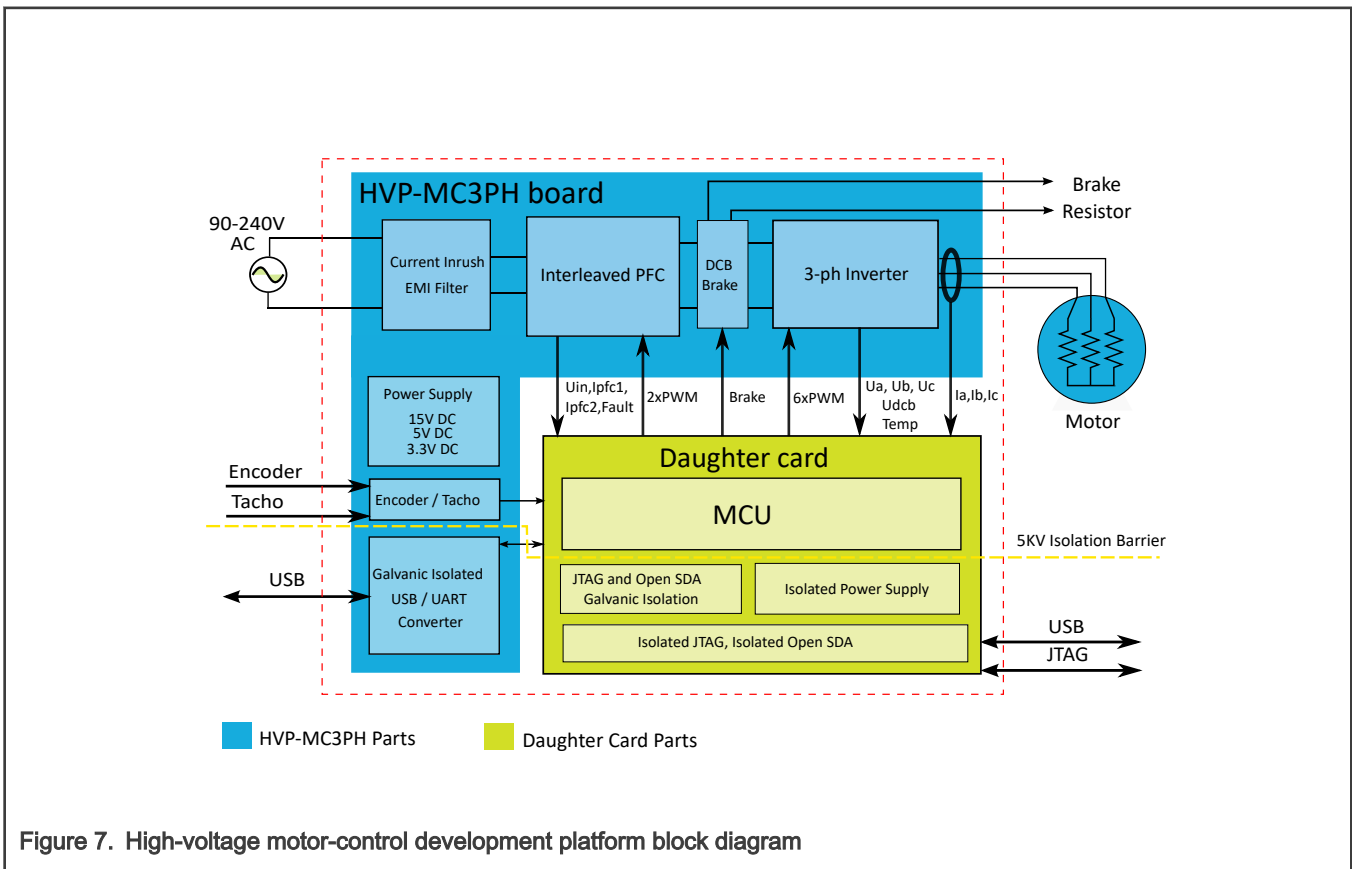 HVP-MC3PH board
90-240V
AC
Current Inrush
EMI Filter
Interleaved PFC
DCB
Brake
3-ph Inverter
Brake
Resistor
Motor
Uin,Ipfc1,
Ipfc2,Fault
2xPWM
Brake
6xPWM
Ua, Ub, Uc
Udcb
Temp
Ia,Ib,Ic
Power Supply
15V DC
5V DC
3.3V DC
Encoder
Tacho
Encoder / Tacho
Daughter card
MCU
5KV Isolation Barrier
USB
Galvanic Isolated
USB / UART
Converter
JTAG and Open SDA
Galvanic Isolation
Isolated Power Supply
Isolated JTAG, Isolated Open SDA
USB
JTAG
HVP-MC3PH Parts
Daughter Card Parts
Figure 7. High-voltage motor-control development platform block diagram